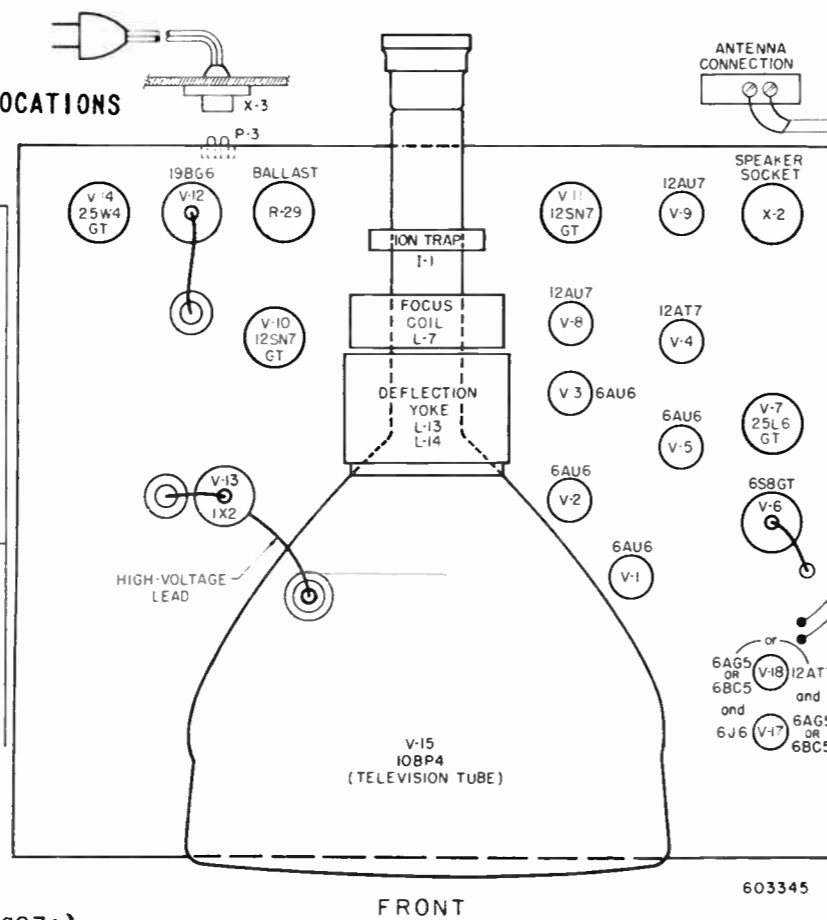 OCATIONS
X-3
P-3
ANTENNA
CONNECTION
V-14
25W4
GT
19BG6
V-12
BALLAST
R-29
V-11
12SN7
GT
12AU7
V-9
SPEAKER
SOCKET
X-2
ION TRAP
I-1
V-10
12SN7
GT
FOCUS
COIL
L-7
12AU7
V-8
12AT7
V-4
DEFLECTION
YOKE
L-13
L-14
V 3
6AU6
6AU6
V-5
V-7
25L6
GT
V-13
1X2
6AU6
V-2
6S8GT
V-6
6AU6
V-1
HIGH-VOLTAGE
LEAD
or
6AG5
OR
6BC5
and
6J6
V-18
12AT
and
V-17
6AG5
OR
6BC5
V-15
10BP4
(TELEVISION TUBE)
603345
FRONT